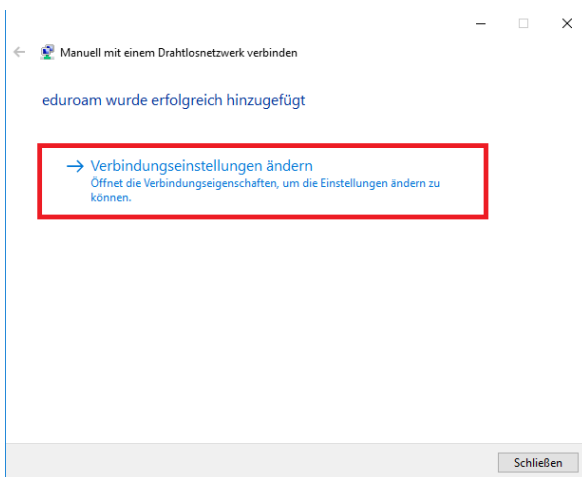 Manuell mit einem Drahtlosnetzwerk verbinden
eduroam wurde erfolgreich hinzugefügt
Verbindungseinstellungen ändern
Öffnet die Verbindungseigenschaften, um die Einstellungen ändern zu
können.
Schließen